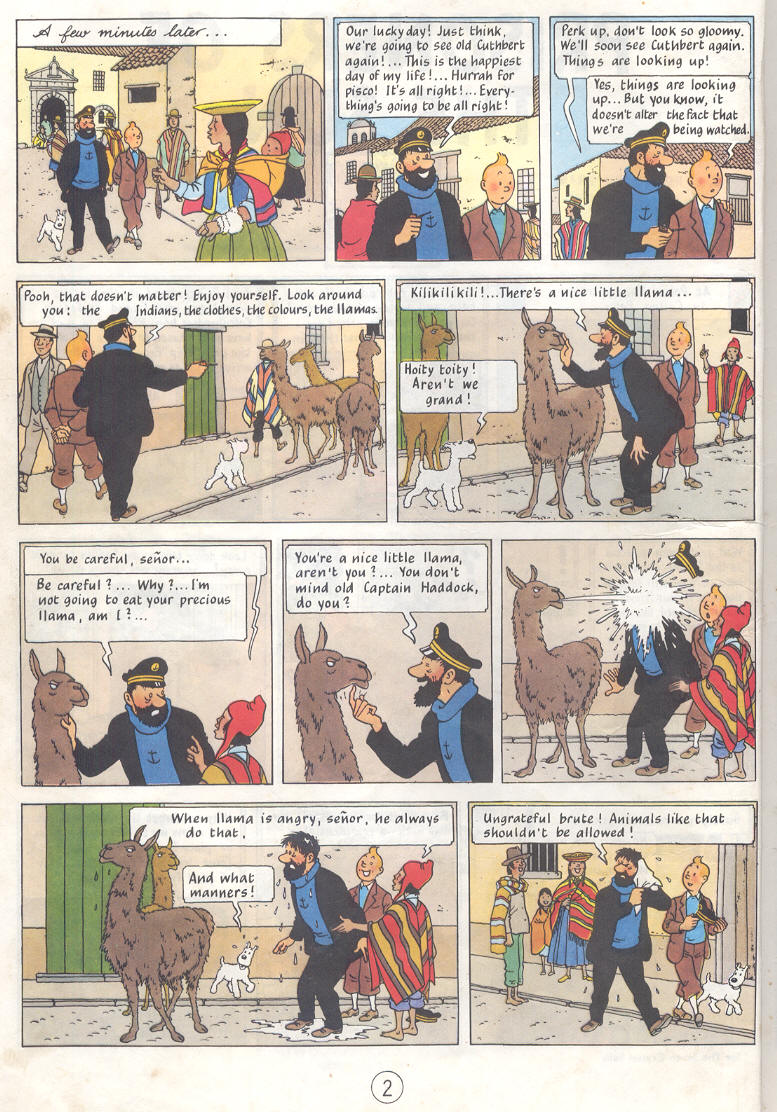 A few minutes later...
Our lucky day! Just think,
we're going to see old Cuthbert
again!... This is the happiest
day of my life!... Hurrah for
pisco! It's all right!... Every-
thing's going to be all right!
Perk up, don't look so gloomy.
We'll soon see Cuthbert again.
Things are looking up!
Yes, things are looking
up... But you know, it
doesn't alter the fact that
we're being watched.
Pooh, that doesn't matter! Enjoy yourself. Look around
you: the Indians, the clothes, the colours, the llamas.
Kilikilikili!...There's a nice little llama...
Hoity toity!
Aren't we
grand!
You be careful, señor...
Be careful?... Why?... I'm
not going to eat your precious
llama, am I?...
You're a nice little llama,
aren't you?... You don't
mind old Captain Haddock,
do you?
When llama is angry, señor, he always
do that.
And what
manners!
Ungrateful brute! Animals like that
shouldn't be allowed!
2